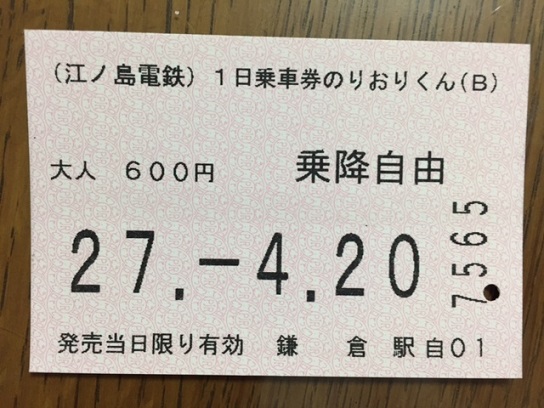 (江ノ島電鉄)1日乗車券のりおりくん(B)
大人 600円 乗降自由
27.-4.20
7565
発売当日限り有効 鎌倉駅自01